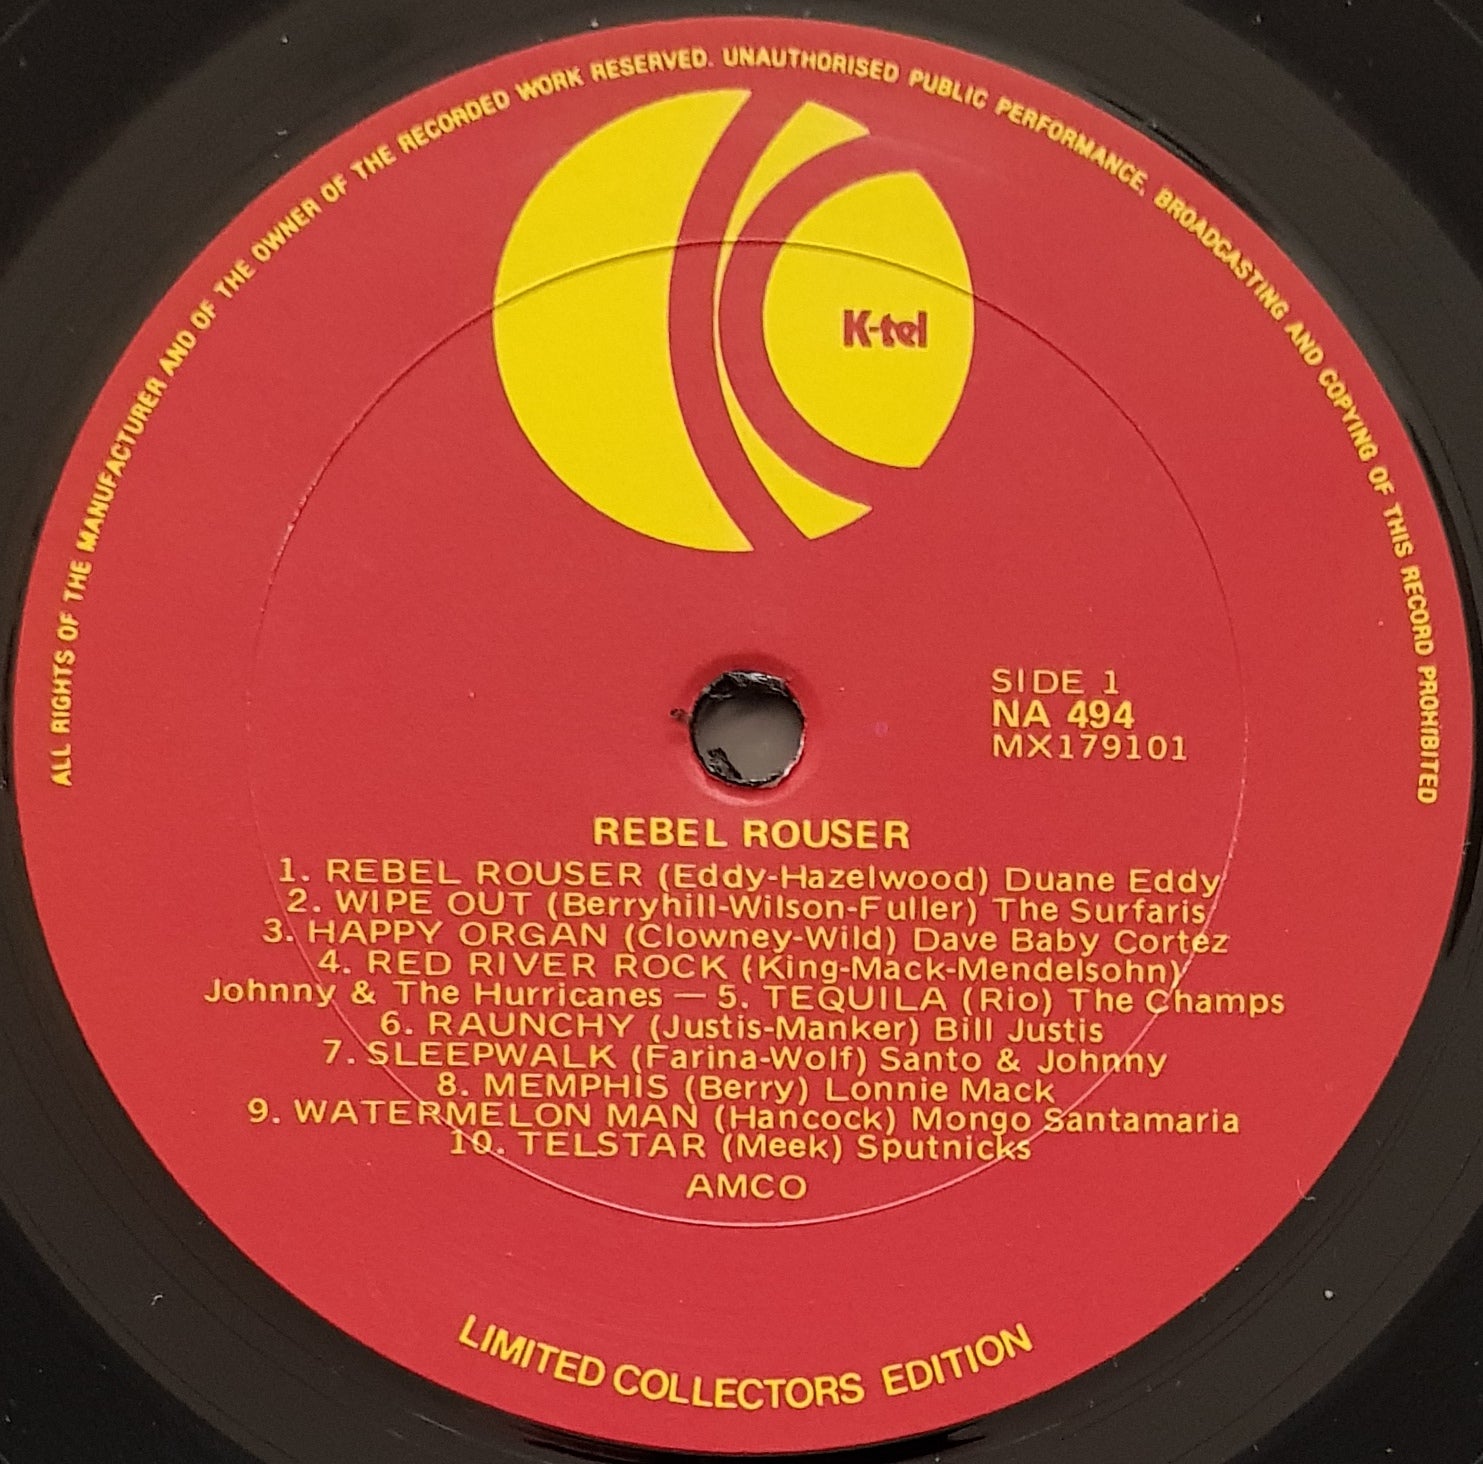 ALL RIGHTS OF THE MANUFACTURER AND OF THE OWNER OF THE RECORDED WORK RESERVED. UNAUTHORISED PUBLIC PERFORMANCE, BROADCASTING AND COPYING OF THIS RECORD PROHIBITED
K-tel
SIDE 1
NA 494
MX179101
REBEL ROUSER
1. REBEL ROUSER (Eddy-Hazelwood) Duane Eddy
2. WIPE OUT (Berryhill-Wilson-Fuller) The Surfaris
3. HAPPY ORGAN (Clowney-Wild) Dave Baby Cortez
4. RED RIVER ROCK (King-Mack-Mendelsohn)
Johnny & The Hurricanes — 5. TEQUILA (Rio) The Champs
6. RAUNCHY (Justis-Manker) Bill Justis
7. SLEEPWALK (Farina-Wolf) Santo & Johnny
8. MEMPHIS (Berry) Lonnie Mack
9. WATERMELON MAN (Hancock) Mongo Santamaria
10. TELSTAR (Meek) Sputnicks
AMCO
LIMITED COLLECTORS EDITION